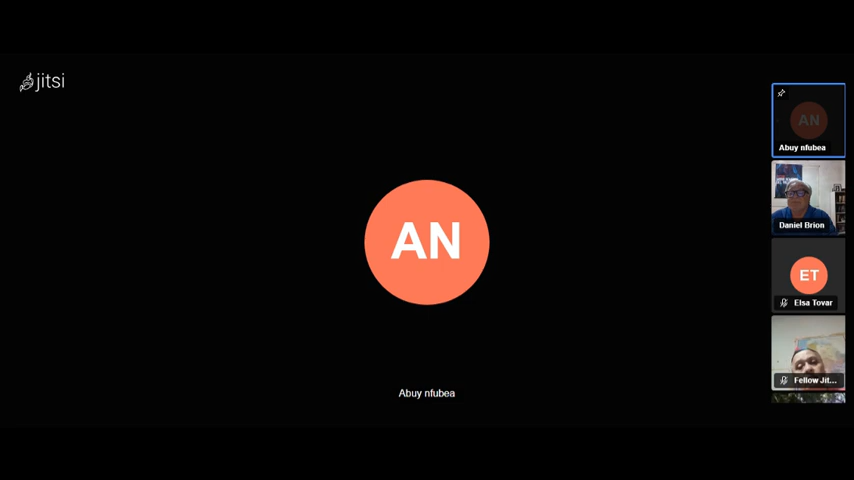 jitsi
AN
Abuy nfubea
AN
Abuy nfubea
Daniel Brion
ET
Elsa Tovar
Fellow Jit...